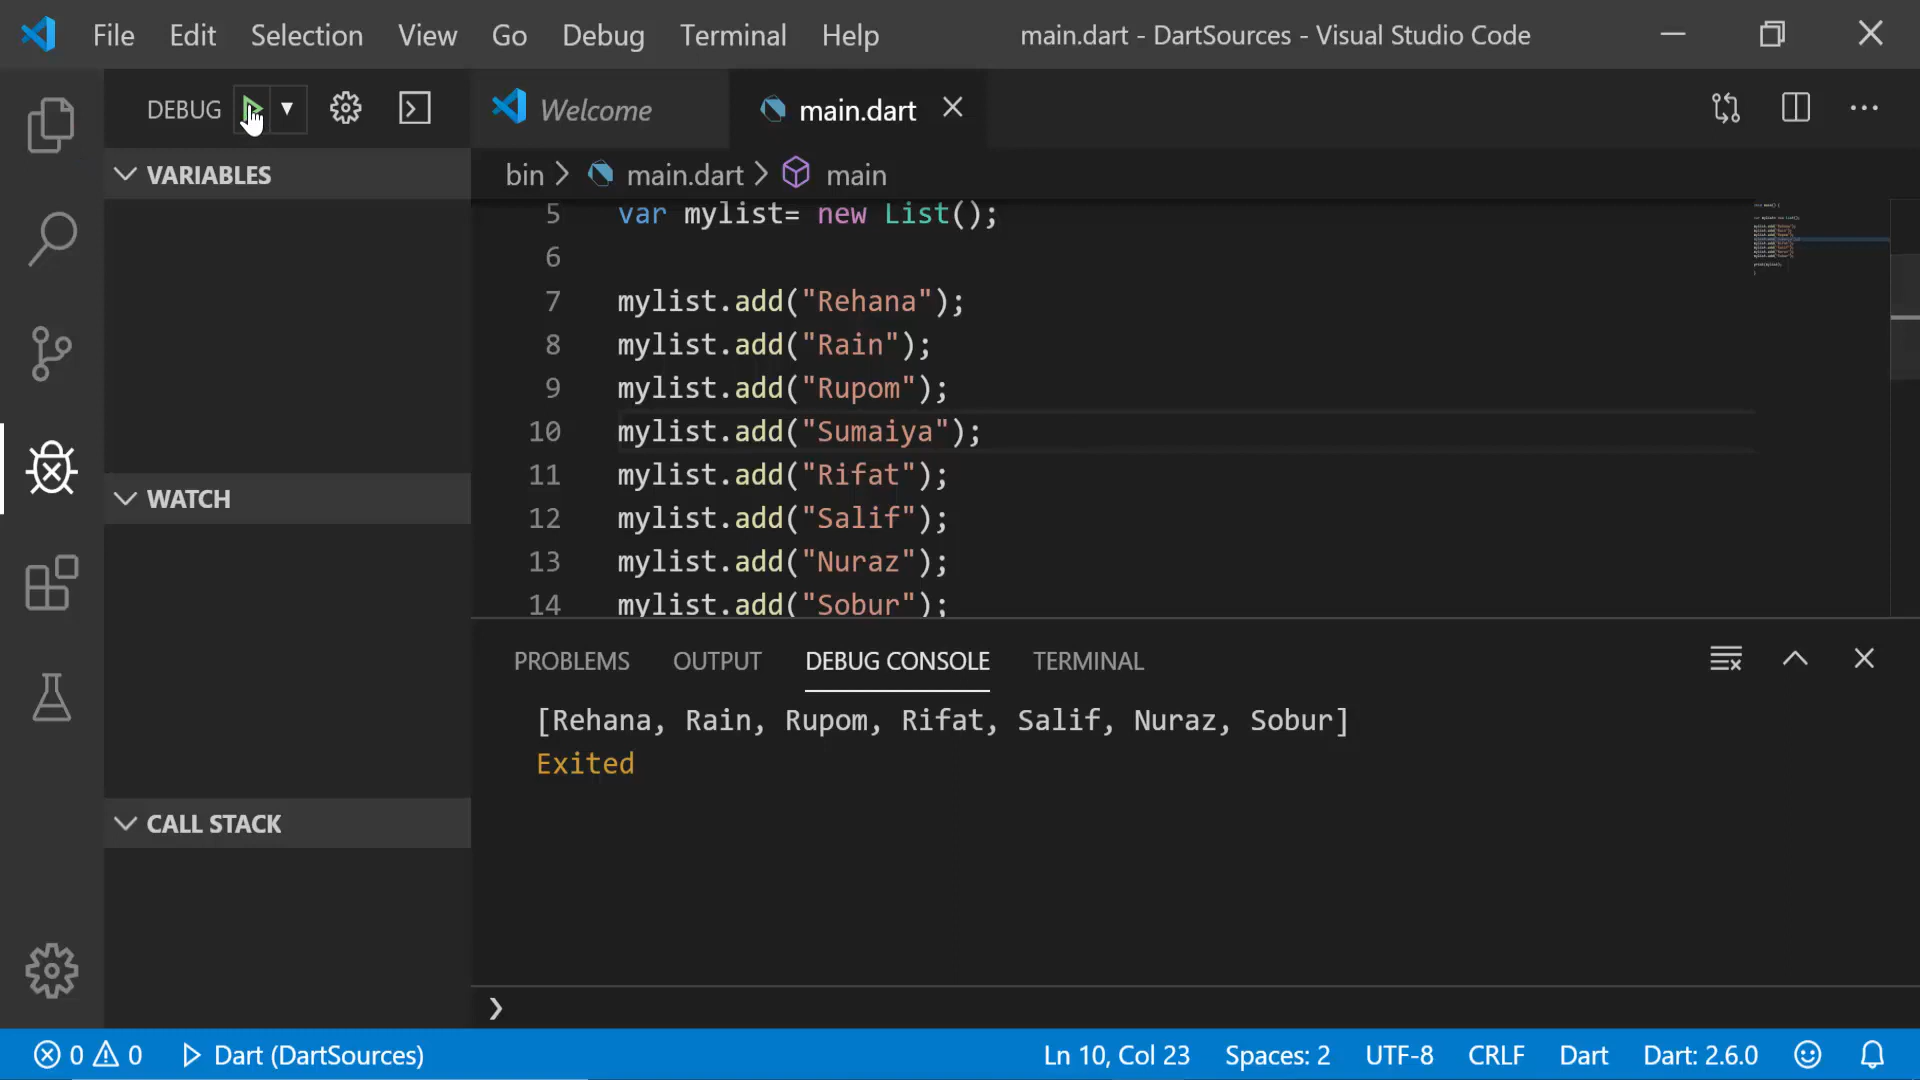 File Edit Selection View Go Debug Terminal Help main.dart - DartSources - Visual Studio Code
DEBUG
Welcome main.dart
VARIABLES
bin > main.dart > main
5 var mylist= new List();
6
7 mylist.add("Rehana");
8 mylist.add("Rain");
9 mylist.add("Rupom");
10 mylist.add("Sumaiya");
11 mylist.add("Rifat");
12 mylist.add("Salif");
13 mylist.add("Nuraz");
14 mylist.add("Sobur");
WATCH
CALL STACK
PROBLEMS OUTPUT DEBUG CONSOLE TERMINAL
[Rehana, Rain, Rupom, Rifat, Salif, Nuraz, Sobur]
Exited
0 0 Dart (DartSources) Ln 10, Col 23 Spaces: 2 UTF-8 CRLF Dart Dart: 2.6.0